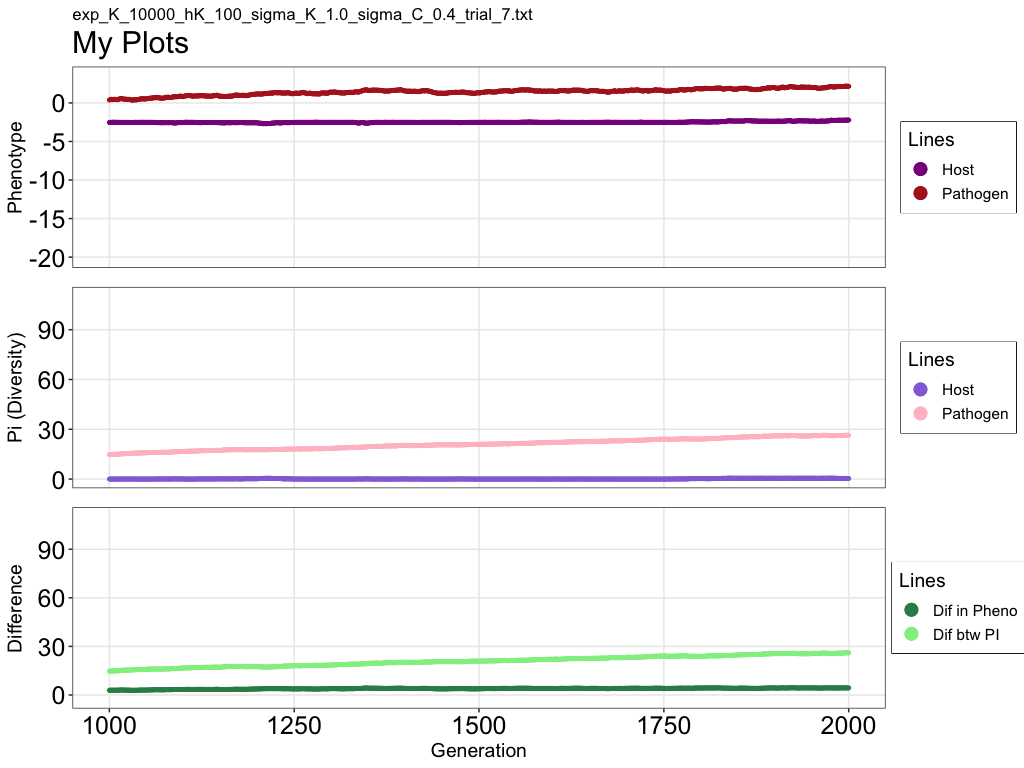 exp_K_10000_hK_100_sigma_K_1.0_sigma_C_0.4_trial_7.txt
My Plots
Phenotype
0
-5
-10
-15
-20
Lines
Host
Pathogen
Pi (Diversity)
90
60
30
0
Lines
Host
Pathogen
Difference
90
60
30
0
Lines
Dif in Pheno
Dif btw PI
1000 1250 1500 1750 2000
Generation